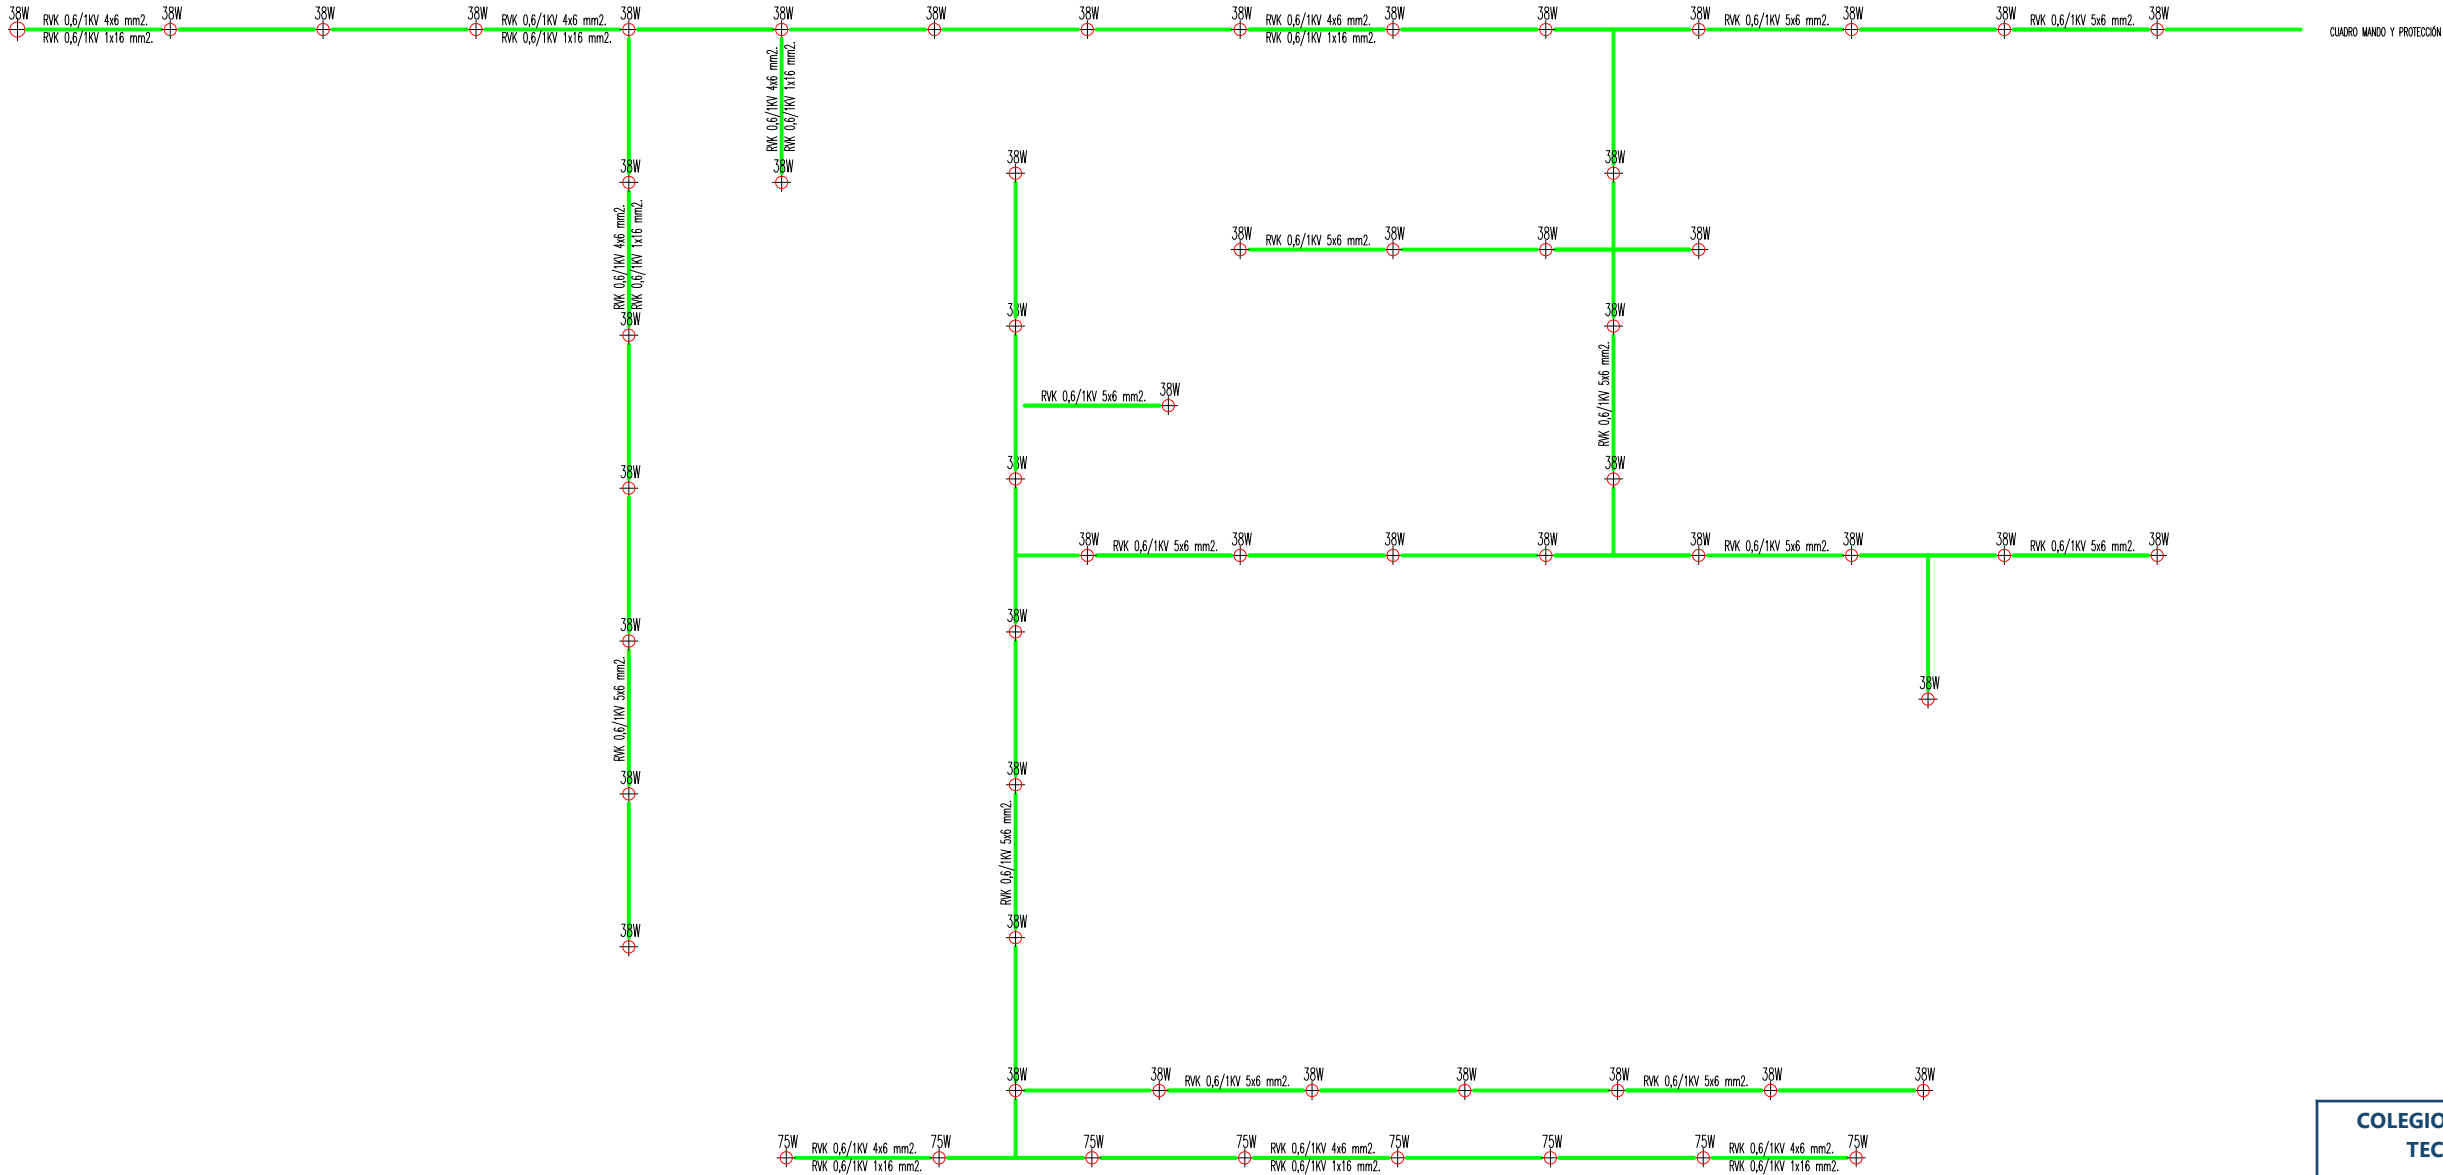 38W 38W 38W 38W 38W 38W 38W 38W 38W 38W 38W 38W 38W 38W 38W
RVK 0,6/1KV 4x6 mm2. RVK 0,6/1KV 4x6 mm2. RVK 0,6/1KV 4x6 mm2. RVK 0,6/1KV 5x6 mm2. RVK 0,6/1KV 5x6 mm2.
CUADRO MANDO Y PROTECCIÓN
RVK 0,6/1KV 1x16 mm2. RVK 0,6/1KV 1x16 mm2. RVK 0,6/1KV 1x16 mm2.
RVK 0,6/1KV 4x6 mm2.
RVK 0,6/1KV 1x16 mm2.
38W 38W
38W 38W
RVK 0,6/1KV 4x6 mm2.
RVK 0,6/1KV 1x16 mm2.
38W 38W 38W 38W
RVK 0,6/1KV 5x6 mm2.
38W 38W 38W
RVK 0,6/1KV 5x6 mm2.
38W
RVK 0,6/1KV 5x6 mm2.
38W 38W 38W
38W 38W 38W 38W 38W 38W 38W 38W
RVK 0,6/1KV 5x6 mm2. RVK 0,6/1KV 5x6 mm2. RVK 0,6/1KV 5x6 mm2.
38W 38W
RVK 0,6/1KV 5x6 mm2.
38W
38W 38W
RVK 0,6/1KV 5x6 mm2.
38W 38W
38W 38W 38W 38W 38W 38W 38W
RVK 0,6/1KV 5x6 mm2. RVK 0,6/1KV 5x6 mm2.
COLEGIO
TEC
75W 75W 75W 75W 75W 75W 75W 75W
RVK 0,6/1KV 4x6 mm2. RVK 0,6/1KV 4x6 mm2. RVK 0,6/1KV 4x6 mm2.
RVK 0,6/1KV 1x16 mm2. RVK 0,6/1KV 1x16 mm2. RVK 0,6/1KV 1x16 mm2.